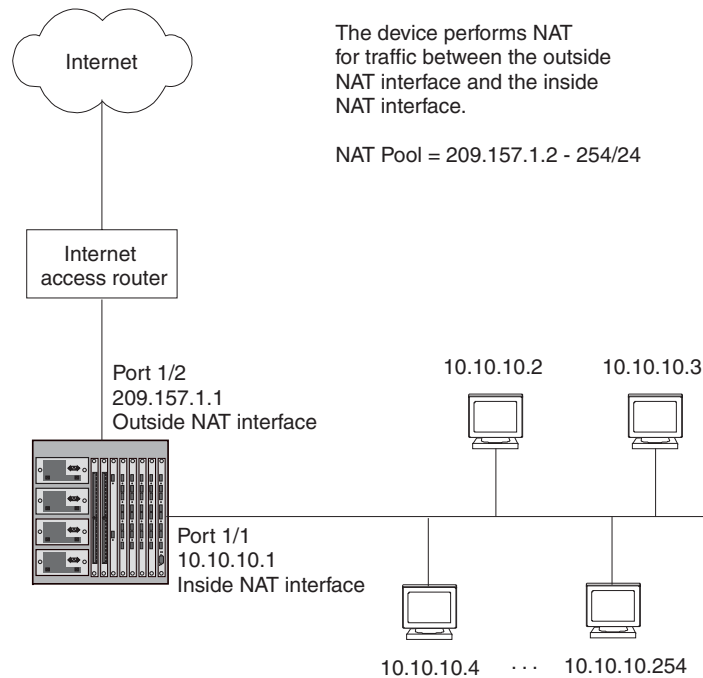 Internet
The device performs NAT
for traffic between the outside
NAT interface and the inside
NAT interface.
NAT Pool = 209.157.1.2 - 254/24
Internet
access router
Port 1/2
209.157.1.1
Outside NAT interface
10.10.10.2
10.10.10.3
Port 1/1
10.10.10.1
Inside NAT interface
10.10.10.4 . . . 10.10.10.254